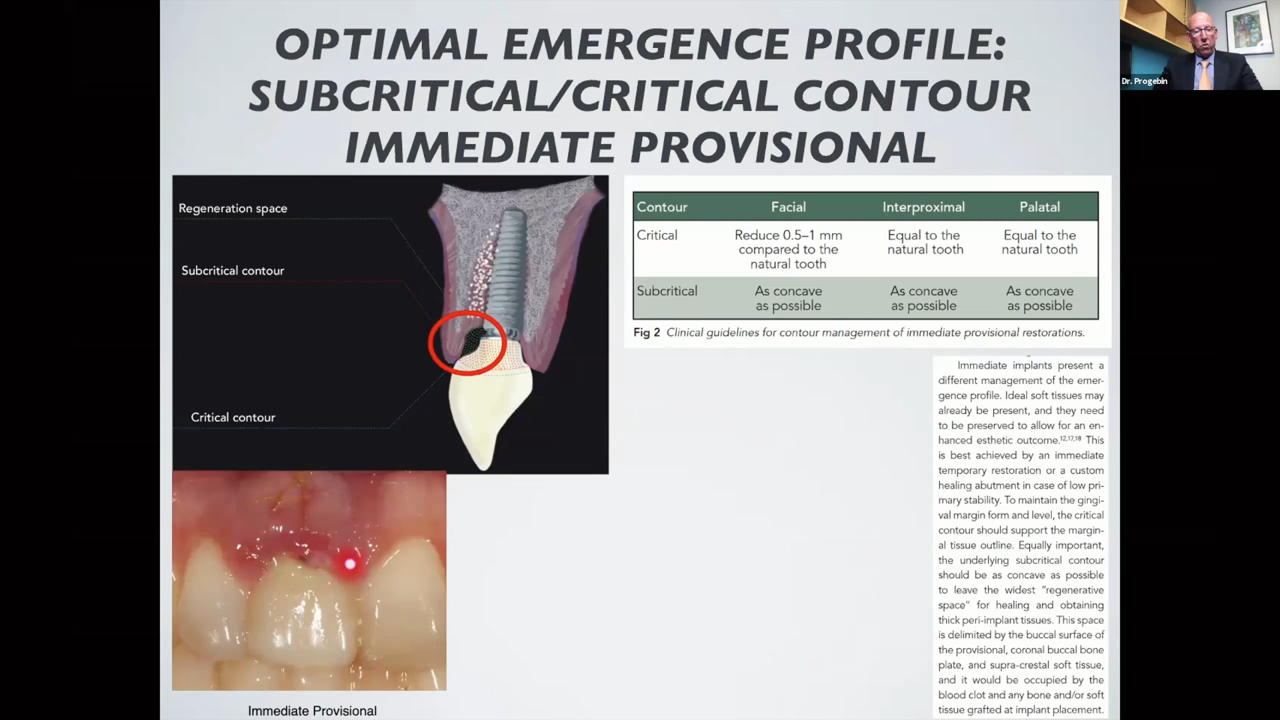 OPTIMAL EMERGENCE PROFILE:
SUBCRITICAL/CRITICAL CONTOUR
IMMEDIATE PROVISIONAL
Dr. Progebin
Regeneration space
Subcritical contour
Critical contour
Contour Facial Interproximal Palatal
Critical Reduce 0.5–1 mm Equal to the Equal to the
compared to the natural tooth natural tooth
natural tooth
Subcritical As concave As concave As concave
as possible as possible as possible
Fig 2 Clinical guidelines for contour management of immediate provisional restorations.
Immediate implants present a
different management of the emer-
gence profile. Ideal soft tissues may
already be present, and they need
to be preserved to allow for an en-
hanced esthetic outcome.12,17,18 This
is best achieved by an immediate
temporary restoration or a custom
healing abutment in case of low pri-
mary stability. To maintain the gingi-
val margin form and level, the critical
contour should support the margin-
al tissue outline. Equally important,
the underlying subcritical contour
should be as concave as possible
to leave the widest "regenerative
space" for healing and obtaining
thick peri-implant tissues. This space
is delimited by the buccal surface of
the provisional, coronal buccal bone
plate, and supra-crestal soft tissue,
and it would be occupied by the
blood clot and any bone and/or soft
tissue grafted at implant placement.
Immediate Provisional